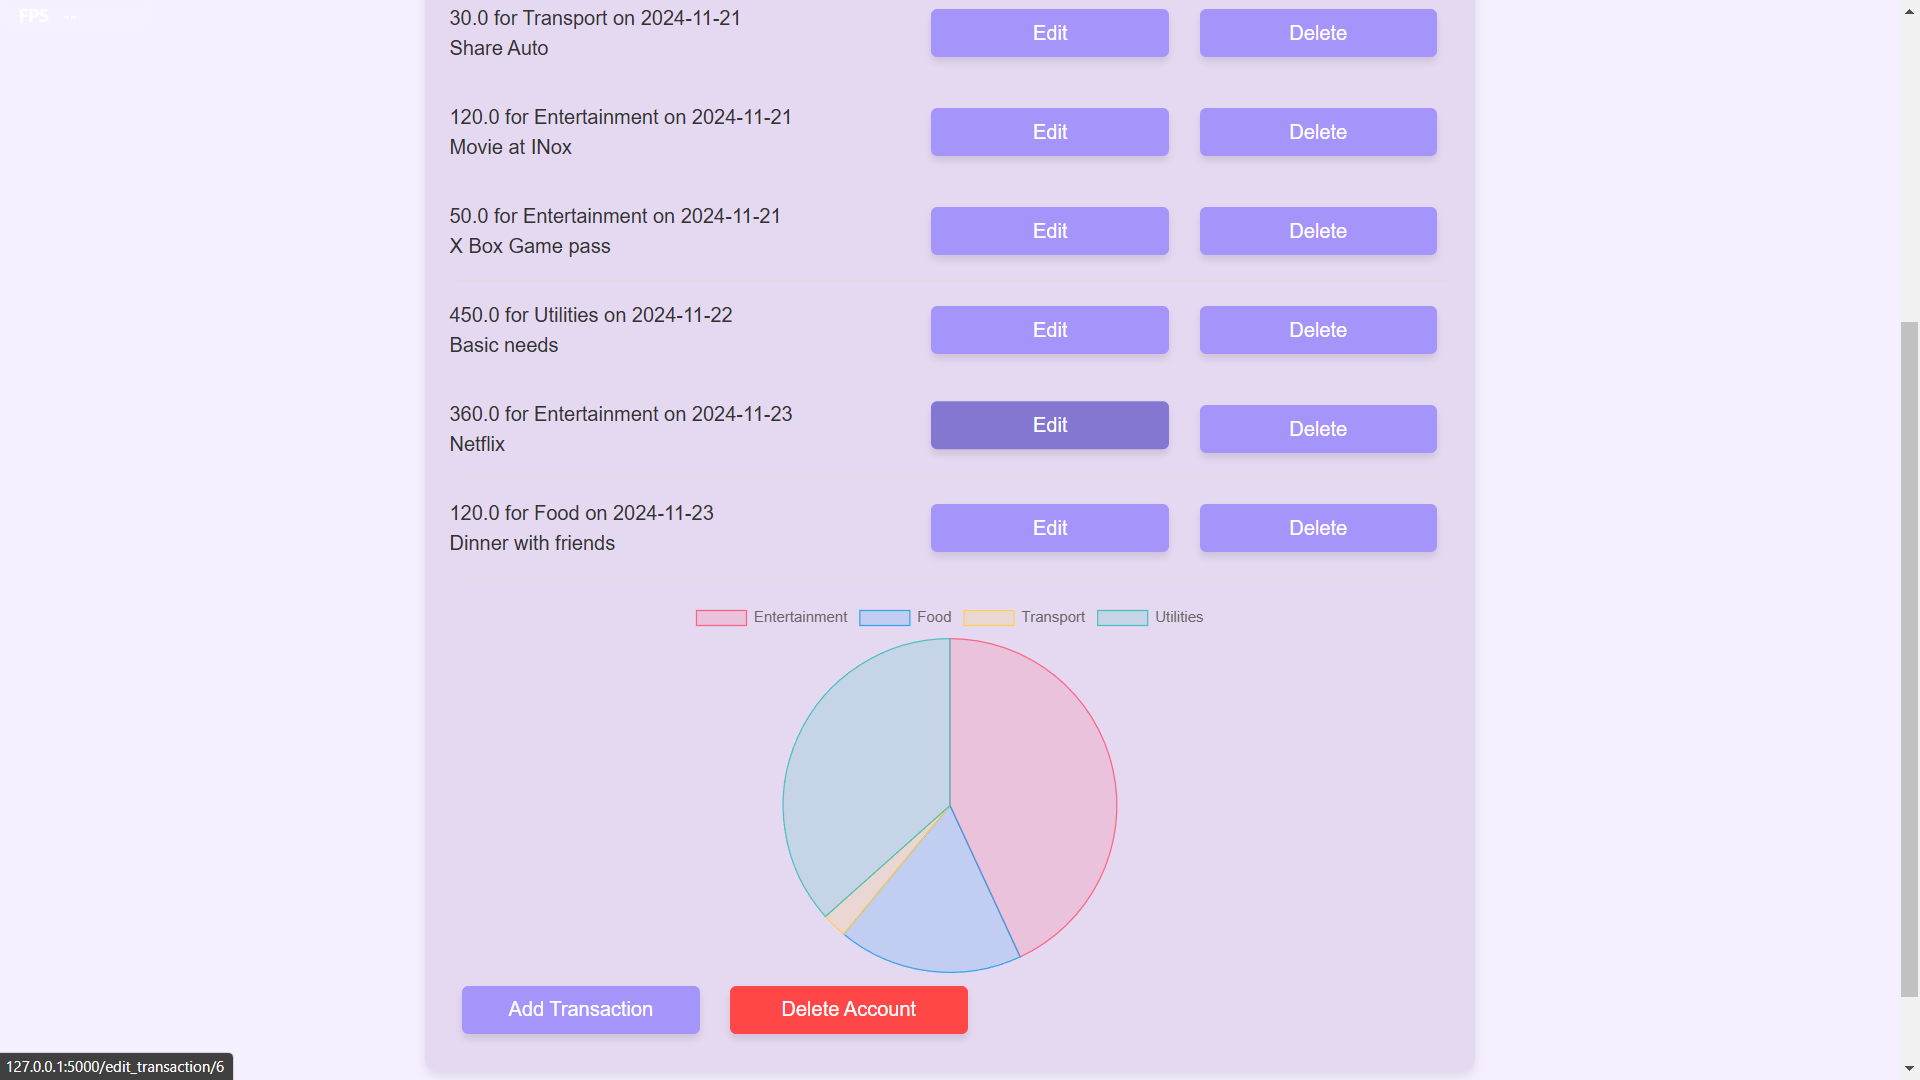 FPS --
30.0 for Transport on 2024-11-21
Share Auto
Edit
Delete
120.0 for Entertainment on 2024-11-21
Movie at INox
Edit
Delete
50.0 for Entertainment on 2024-11-21
X Box Game pass
Edit
Delete
450.0 for Utilities on 2024-11-22
Basic needs
Edit
Delete
360.0 for Entertainment on 2024-11-23
Netflix
Edit
Delete
120.0 for Food on 2024-11-23
Dinner with friends
Edit
Delete
Entertainment Food Transport Utilities
Add Transaction
Delete Account
127.0.0.1:5000/edit_transaction/6